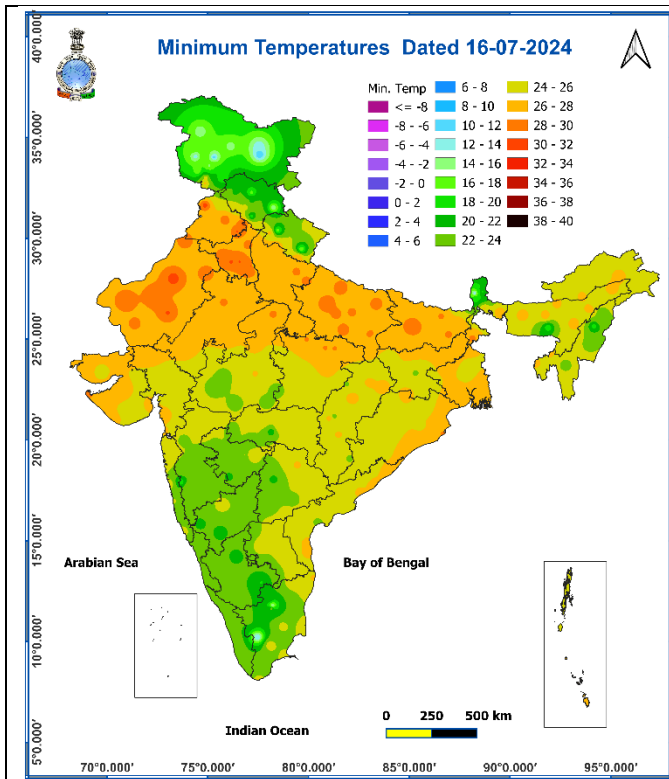 Minimum Temperatures Dated 16-07-2024
Min. Temp
<= -8
-8 - -6
-6 - -4
-4 - -2
-2 - 0
0 - 2
2 - 4
4 - 6
6 - 8
8 - 10
10 - 12
12 - 14
14 - 16
16 - 18
18 - 20
20 - 22
22 - 24
24 - 26
26 - 28
28 - 30
30 - 32
32 - 34
34 - 36
36 - 38
38 - 40
40°0.000'
35°0.000'
30°0.000'
25°0.000'
20°0.000'
15°0.000'
10°0.000'
5°0.000'
Arabian Sea
Bay of Bengal
Indian Ocean
0 250 500 km
70°0.000' 75°0.000' 80°0.000' 85°0.000' 90°0.000' 95°0.000'